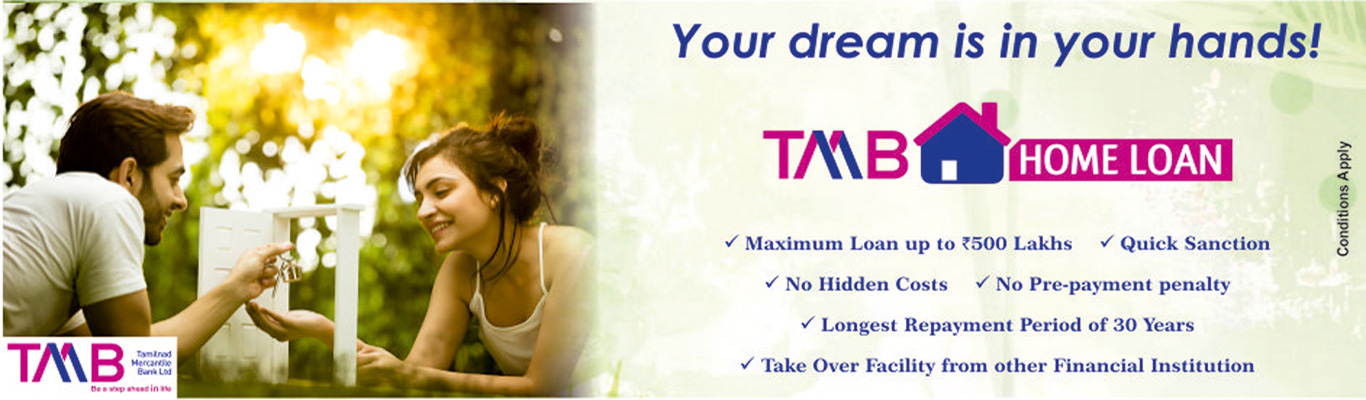 Your dream is in your hands!
TMB HOME LOAN
✓ Maximum Loan up to ₹500 Lakhs ✓ Quick Sanction
✓ No Hidden Costs ✓ No Pre-payment penalty
✓ Longest Repayment Period of 30 Years
✓ Take Over Facility from other Financial Institution
Conditions Apply
TMB
Tamilnad
Mercantile
Bank Ltd
Be a step ahead in life